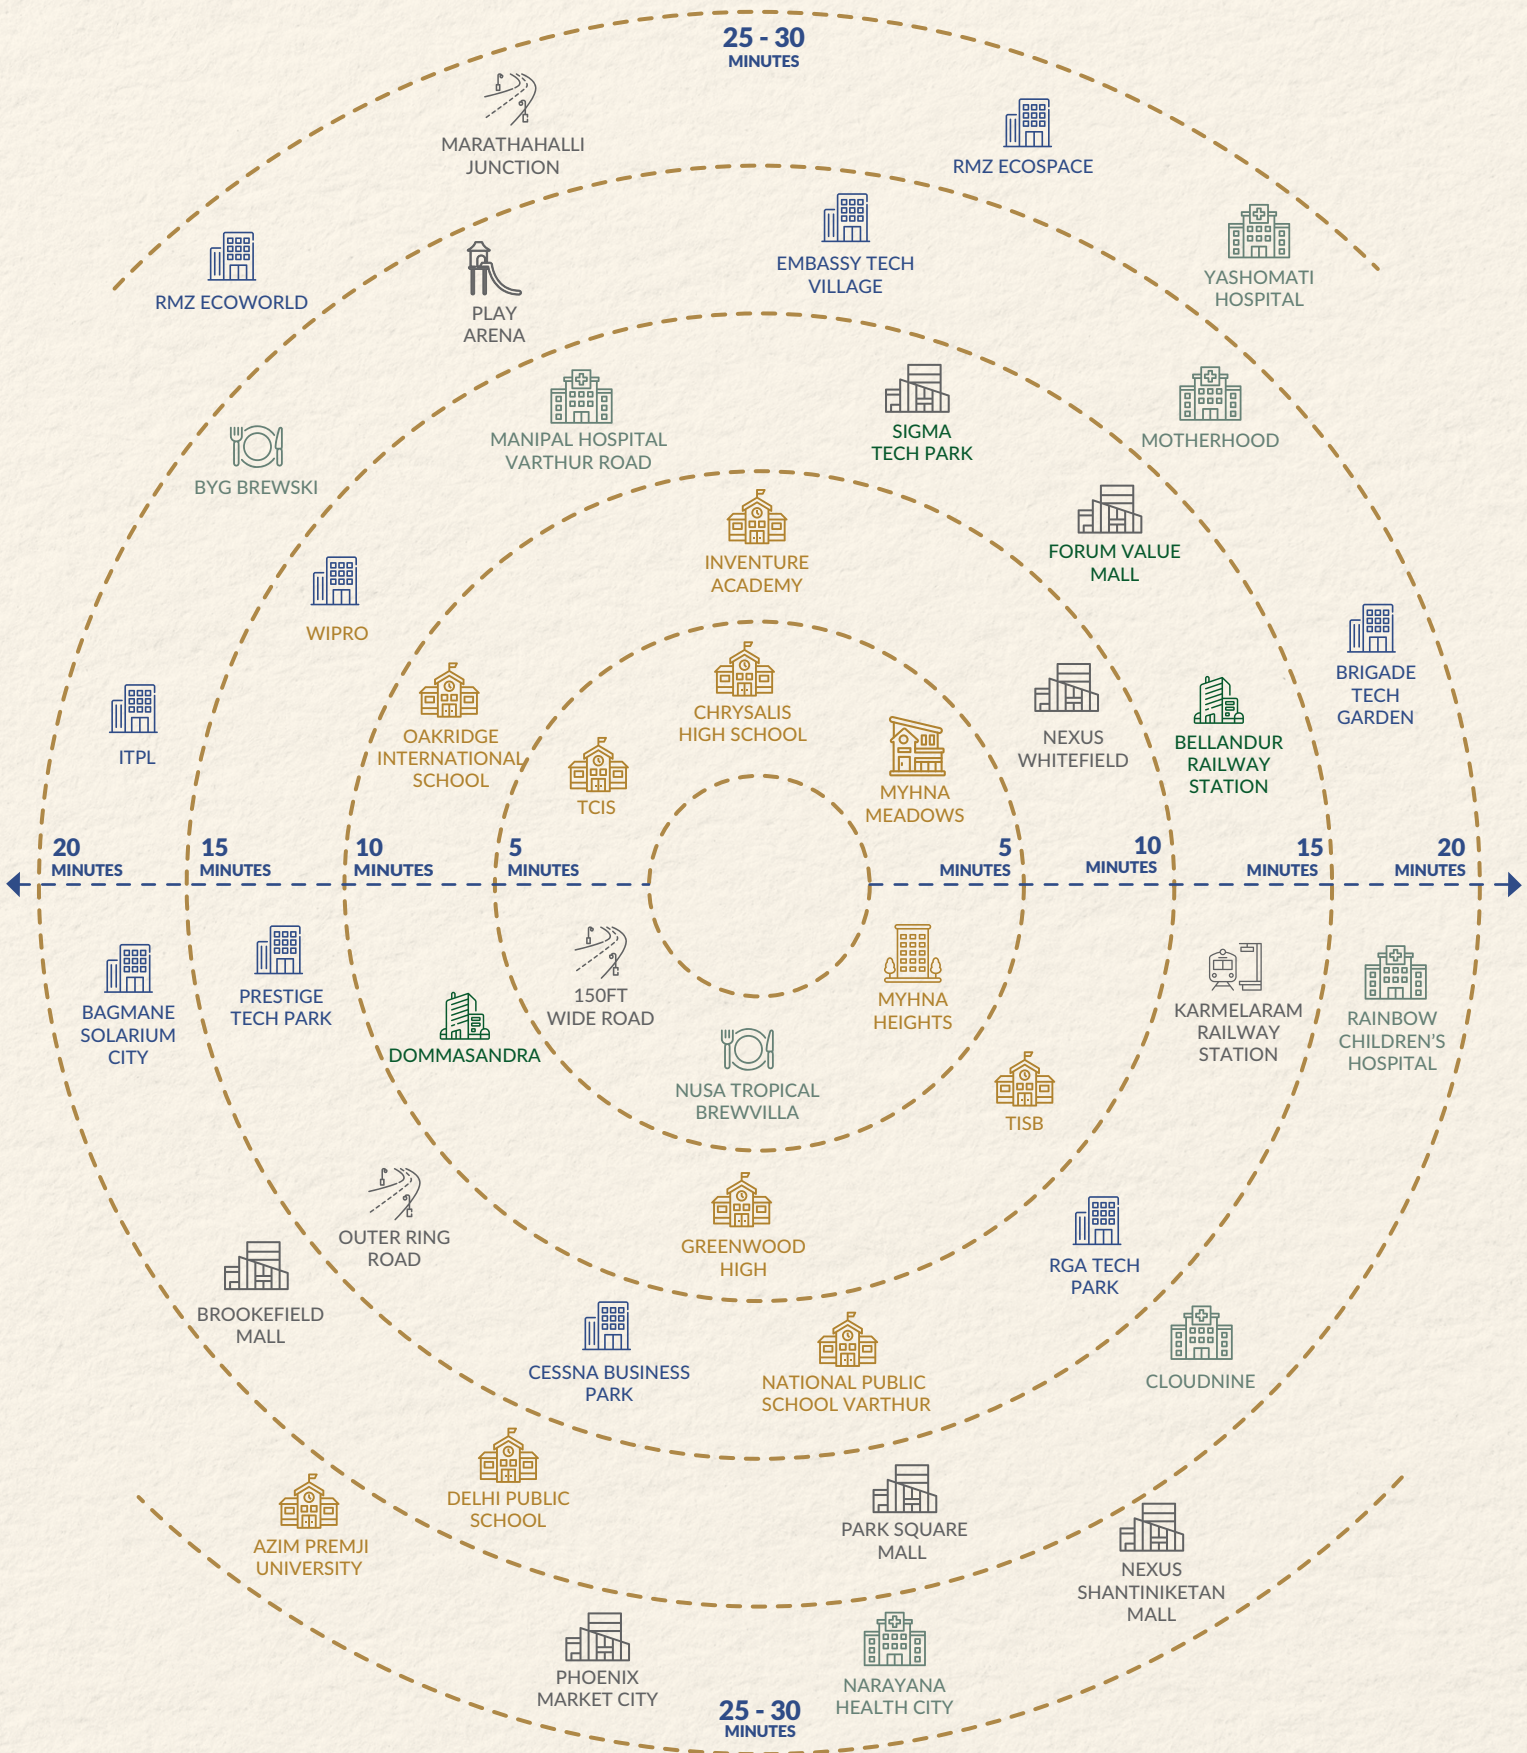 25 - 30
MINUTES
MARATHAHALLI
JUNCTION
RMZ ECOSPACE
RMZ ECOWORLD
PLAY
ARENA
EMBASSY TECH
VILLAGE
YASHOMATI
HOSPITAL
BYG BREWSKI
MANIPAL HOSPITAL
VARTHUR ROAD
SIGMA
TECH PARK
MOTHERHOOD
INVENTURE
ACADEMY
FORUM VALUE
MALL
WIPRO
BRIGADE
TECH
GARDEN
ITPL
OAKRIDGE
INTERNATIONAL
SCHOOL
TCIS
CHRYSALIS
HIGH SCHOOL
MYHNA
MEADOWS
NEXUS
WHITEFIELD
BELLANDUR
RAILWAY
STATION
20
MINUTES
15
MINUTES
10
MINUTES
5
MINUTES
5
MINUTES
10
MINUTES
15
MINUTES
20
MINUTES
BAGMANE
SOLARIUM
CITY
PRESTIGE
TECH PARK
DOMMASANDRA
150FT
WIDE ROAD
NUSA TROPICAL
BREWVILLA
MYHNA
HEIGHTS
KARMELARAM
RAILWAY
STATION
RAINBOW
CHILDREN'S
HOSPITAL
TISB
OUTER RING
ROAD
GREENWOOD
HIGH
RGA TECH
PARK
BROOKEFIELD
MALL
CESSNA BUSINESS
PARK
NATIONAL PUBLIC
SCHOOL VARTHUR
CLOUDNINE
AZIM PREMJI
UNIVERSITY
DELHI PUBLIC
SCHOOL
PARK SQUARE
MALL
NEXUS
SHANTINIKETAN
MALL
PHOENIX
MARKET CITY
NARAYANA
HEALTH CITY
25 - 30
MINUTES